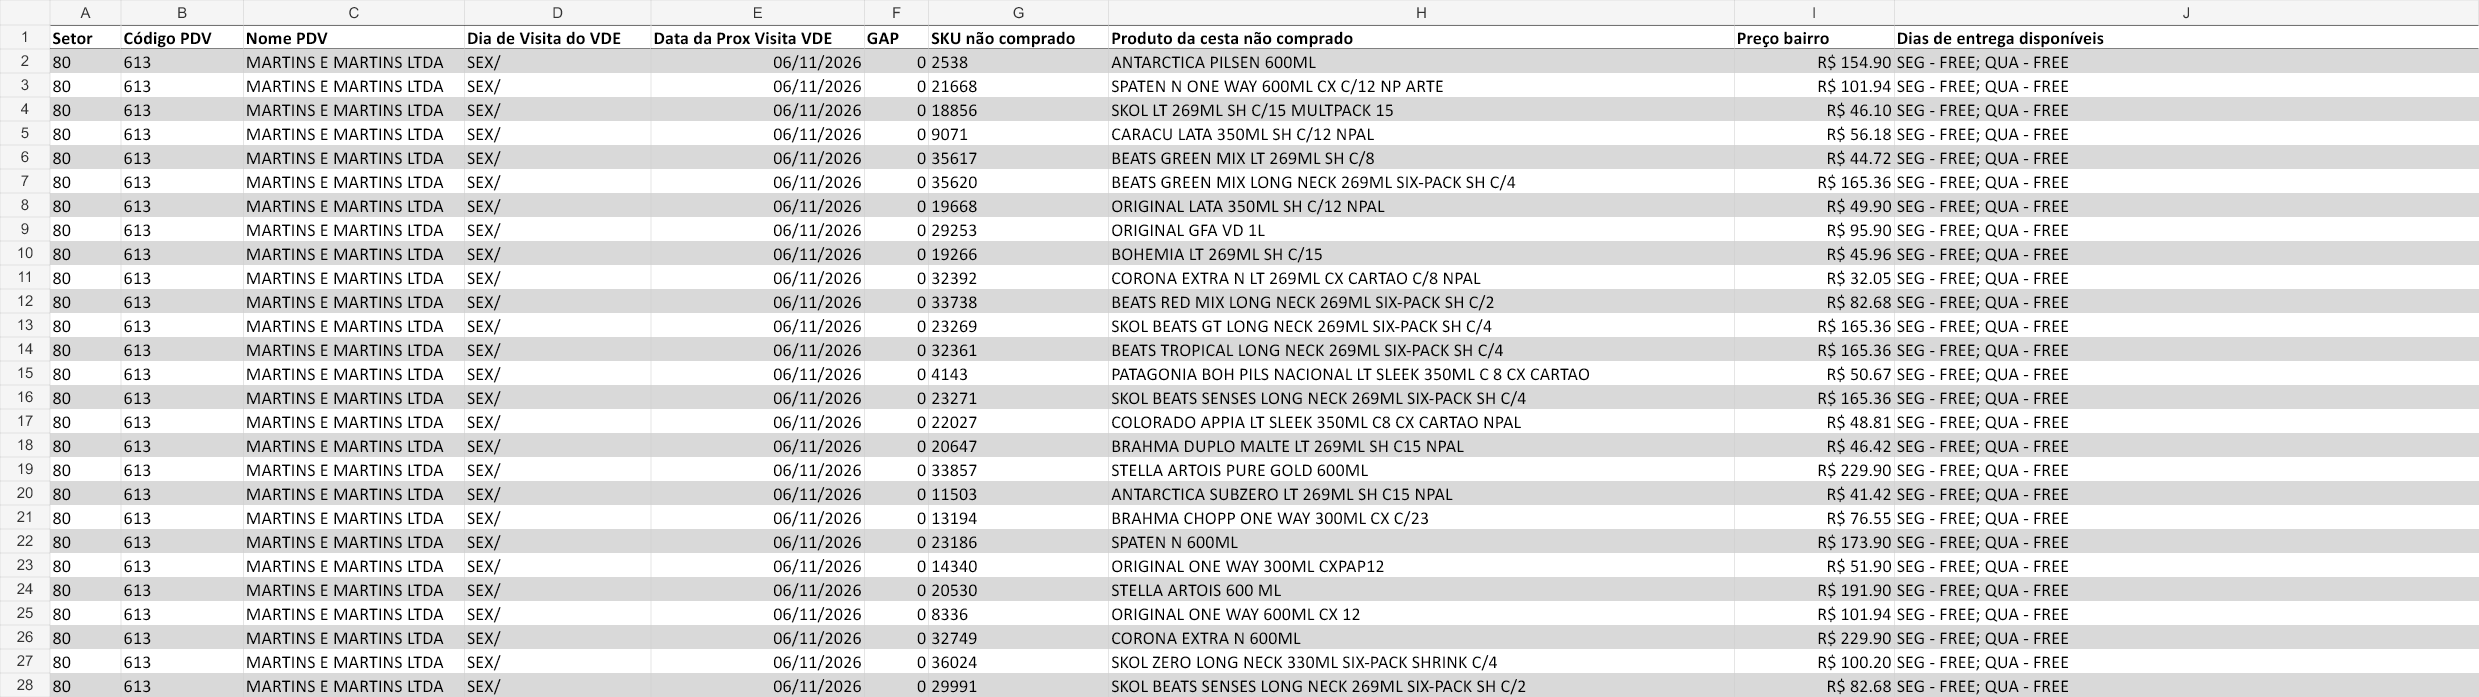 A B C D E F G H I J
1 Setor Código PDV Nome PDV Dia de Visita do VDE Data da Prox Visita VDE GAP SKU não comprado Produto da cesta não comprado Preço bairro Dias de entrega disponíveis
2 80 613 MARTINS E MARTINS LTDA SEX/ 06/11/2026 0 2538 ANTARCTICA PILSEN 600ML R$ 154.90 SEG - FREE; QUA - FREE
3 80 613 MARTINS E MARTINS LTDA SEX/ 06/11/2026 0 21668 SPATEN N ONE WAY 600ML CX C/12 NP ARTE R$ 101.94 SEG - FREE; QUA - FREE
4 80 613 MARTINS E MARTINS LTDA SEX/ 06/11/2026 0 18856 SKOL LT 269ML SH C/15 MULTPACK 15 R$ 46.10 SEG - FREE; QUA - FREE
5 80 613 MARTINS E MARTINS LTDA SEX/ 06/11/2026 0 9071 CARACU LATA 350ML SH C/12 NPAL R$ 56.18 SEG - FREE; QUA - FREE
6 80 613 MARTINS E MARTINS LTDA SEX/ 06/11/2026 0 35617 BEATS GREEN MIX LT 269ML SH C/8 R$ 44.72 SEG - FREE; QUA - FREE
7 80 613 MARTINS E MARTINS LTDA SEX/ 06/11/2026 0 35620 BEATS GREEN MIX LONG NECK 269ML SIX-PACK SH C/4 R$ 165.36 SEG - FREE; QUA - FREE
8 80 613 MARTINS E MARTINS LTDA SEX/ 06/11/2026 0 19668 ORIGINAL LATA 350ML SH C/12 NPAL R$ 49.90 SEG - FREE; QUA - FREE
9 80 613 MARTINS E MARTINS LTDA SEX/ 06/11/2026 0 29253 ORIGINAL GFA VD 1L R$ 95.90 SEG - FREE; QUA - FREE
10 80 613 MARTINS E MARTINS LTDA SEX/ 06/11/2026 0 19266 BOHEMIA LT 269ML SH C/15 R$ 45.96 SEG - FREE; QUA - FREE
11 80 613 MARTINS E MARTINS LTDA SEX/ 06/11/2026 0 32392 CORONA EXTRA N LT 269ML CX CARTAO C/8 NPAL R$ 32.05 SEG - FREE; QUA - FREE
12 80 613 MARTINS E MARTINS LTDA SEX/ 06/11/2026 0 33738 BEATS RED MIX LONG NECK 269ML SIX-PACK SH C/2 R$ 82.68 SEG - FREE; QUA - FREE
13 80 613 MARTINS E MARTINS LTDA SEX/ 06/11/2026 0 23269 SKOL BEATS GT LONG NECK 269ML SIX-PACK SH C/4 R$ 165.36 SEG - FREE; QUA - FREE
14 80 613 MARTINS E MARTINS LTDA SEX/ 06/11/2026 0 32361 BEATS TROPICAL LONG NECK 269ML SIX-PACK SH C/4 R$ 165.36 SEG - FREE; QUA - FREE
15 80 613 MARTINS E MARTINS LTDA SEX/ 06/11/2026 0 4143 PATAGONIA BOH PILS NACIONAL LT SLEEK 350ML C 8 CX CARTAO R$ 50.67 SEG - FREE; QUA - FREE
16 80 613 MARTINS E MARTINS LTDA SEX/ 06/11/2026 0 23271 SKOL BEATS SENSES LONG NECK 269ML SIX-PACK SH C/4 R$ 165.36 SEG - FREE; QUA - FREE
17 80 613 MARTINS E MARTINS LTDA SEX/ 06/11/2026 0 22027 COLORADO APPIA LT SLEEK 350ML C8 CX CARTAO NPAL R$ 48.81 SEG - FREE; QUA - FREE
18 80 613 MARTINS E MARTINS LTDA SEX/ 06/11/2026 0 20647 BRAHMA DUPLO MALTE LT 269ML SH C15 NPAL R$ 46.42 SEG - FREE; QUA - FREE
19 80 613 MARTINS E MARTINS LTDA SEX/ 06/11/2026 0 33857 STELLA ARTOIS PURE GOLD 600ML R$ 229.90 SEG - FREE; QUA - FREE
20 80 613 MARTINS E MARTINS LTDA SEX/ 06/11/2026 0 11503 ANTARCTICA SUBZERO LT 269ML SH C15 NPAL R$ 41.42 SEG - FREE; QUA - FREE
21 80 613 MARTINS E MARTINS LTDA SEX/ 06/11/2026 0 13194 BRAHMA CHOPP ONE WAY 300ML CX C/23 R$ 76.55 SEG - FREE; QUA - FREE
22 80 613 MARTINS E MARTINS LTDA SEX/ 06/11/2026 0 23186 SPATEN N 600ML R$ 173.90 SEG - FREE; QUA - FREE
23 80 613 MARTINS E MARTINS LTDA SEX/ 06/11/2026 0 14340 ORIGINAL ONE WAY 300ML CXPAP12 R$ 51.90 SEG - FREE; QUA - FREE
24 80 613 MARTINS E MARTINS LTDA SEX/ 06/11/2026 0 20530 STELLA ARTOIS 600 ML R$ 191.90 SEG - FREE; QUA - FREE
25 80 613 MARTINS E MARTINS LTDA SEX/ 06/11/2026 0 8336 ORIGINAL ONE WAY 600ML CX 12 R$ 101.94 SEG - FREE; QUA - FREE
26 80 613 MARTINS E MARTINS LTDA SEX/ 06/11/2026 0 32749 CORONA EXTRA N 600ML R$ 229.90 SEG - FREE; QUA - FREE
27 80 613 MARTINS E MARTINS LTDA SEX/ 06/11/2026 0 36024 SKOL ZERO LONG NECK 330ML SIX-PACK SHRINK C/4 R$ 100.20 SEG - FREE; QUA - FREE
28 80 613 MARTINS E MARTINS LTDA SEX/ 06/11/2026 0 29991 SKOL BEATS SENSES LONG NECK 269ML SIX-PACK SH C/2 R$ 82.68 SEG - FREE; QUA - FREE